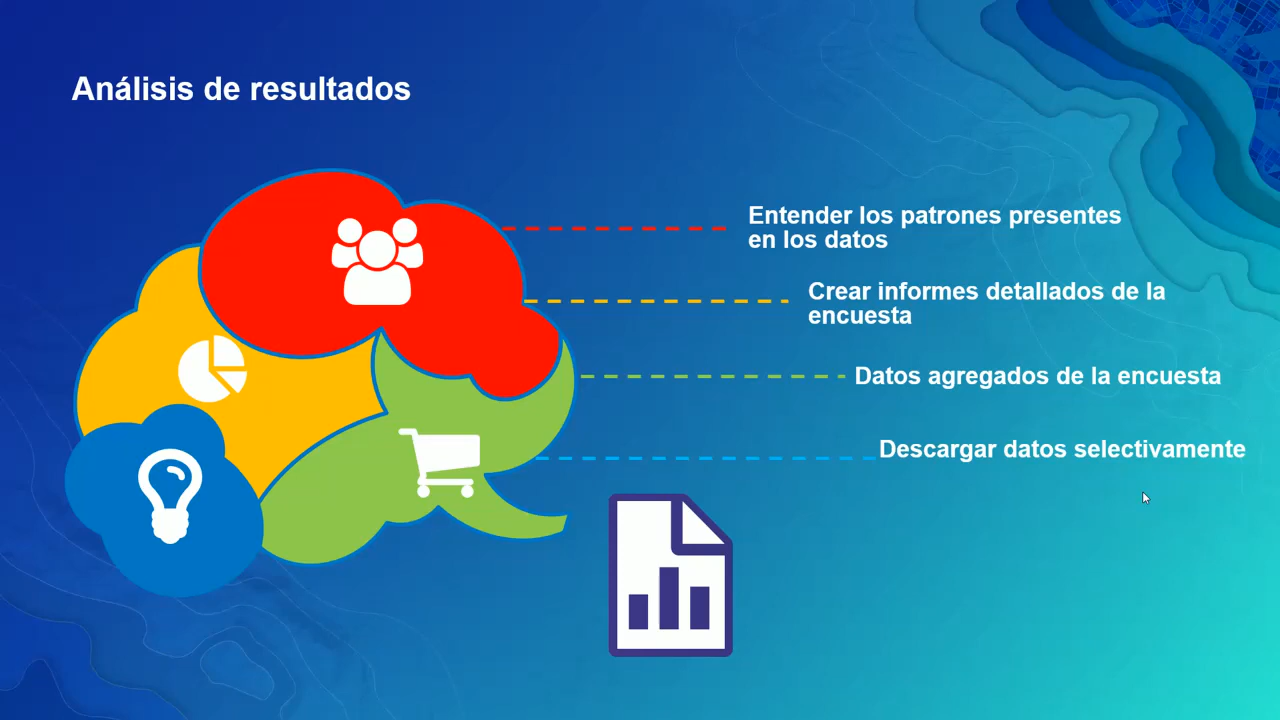 Análisis de resultados
Entender los patrones presentes
en los datos
Crear informes detallados de la
encuesta
Datos agregados de la encuesta
Descargar datos selectivamente